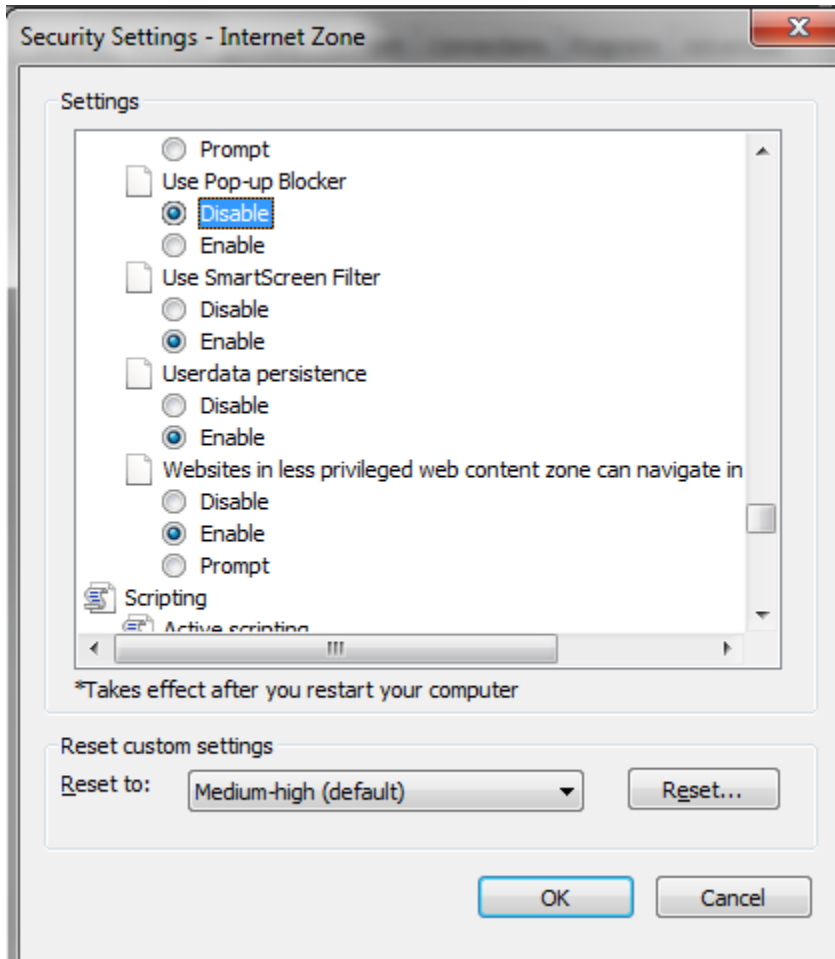 Security Settings - Internet Zone
Settings
Prompt
Use Pop-up Blocker
Disable
Enable
Use SmartScreen Filter
Disable
Enable
Userdata persistence
Disable
Enable
Websites in less privileged web content zone can navigate in
Disable
Enable
Prompt
Scripting
Active scripting
*Takes effect after you restart your computer
Reset custom settings
Reset to: Medium-high (default) Reset...
OK Cancel